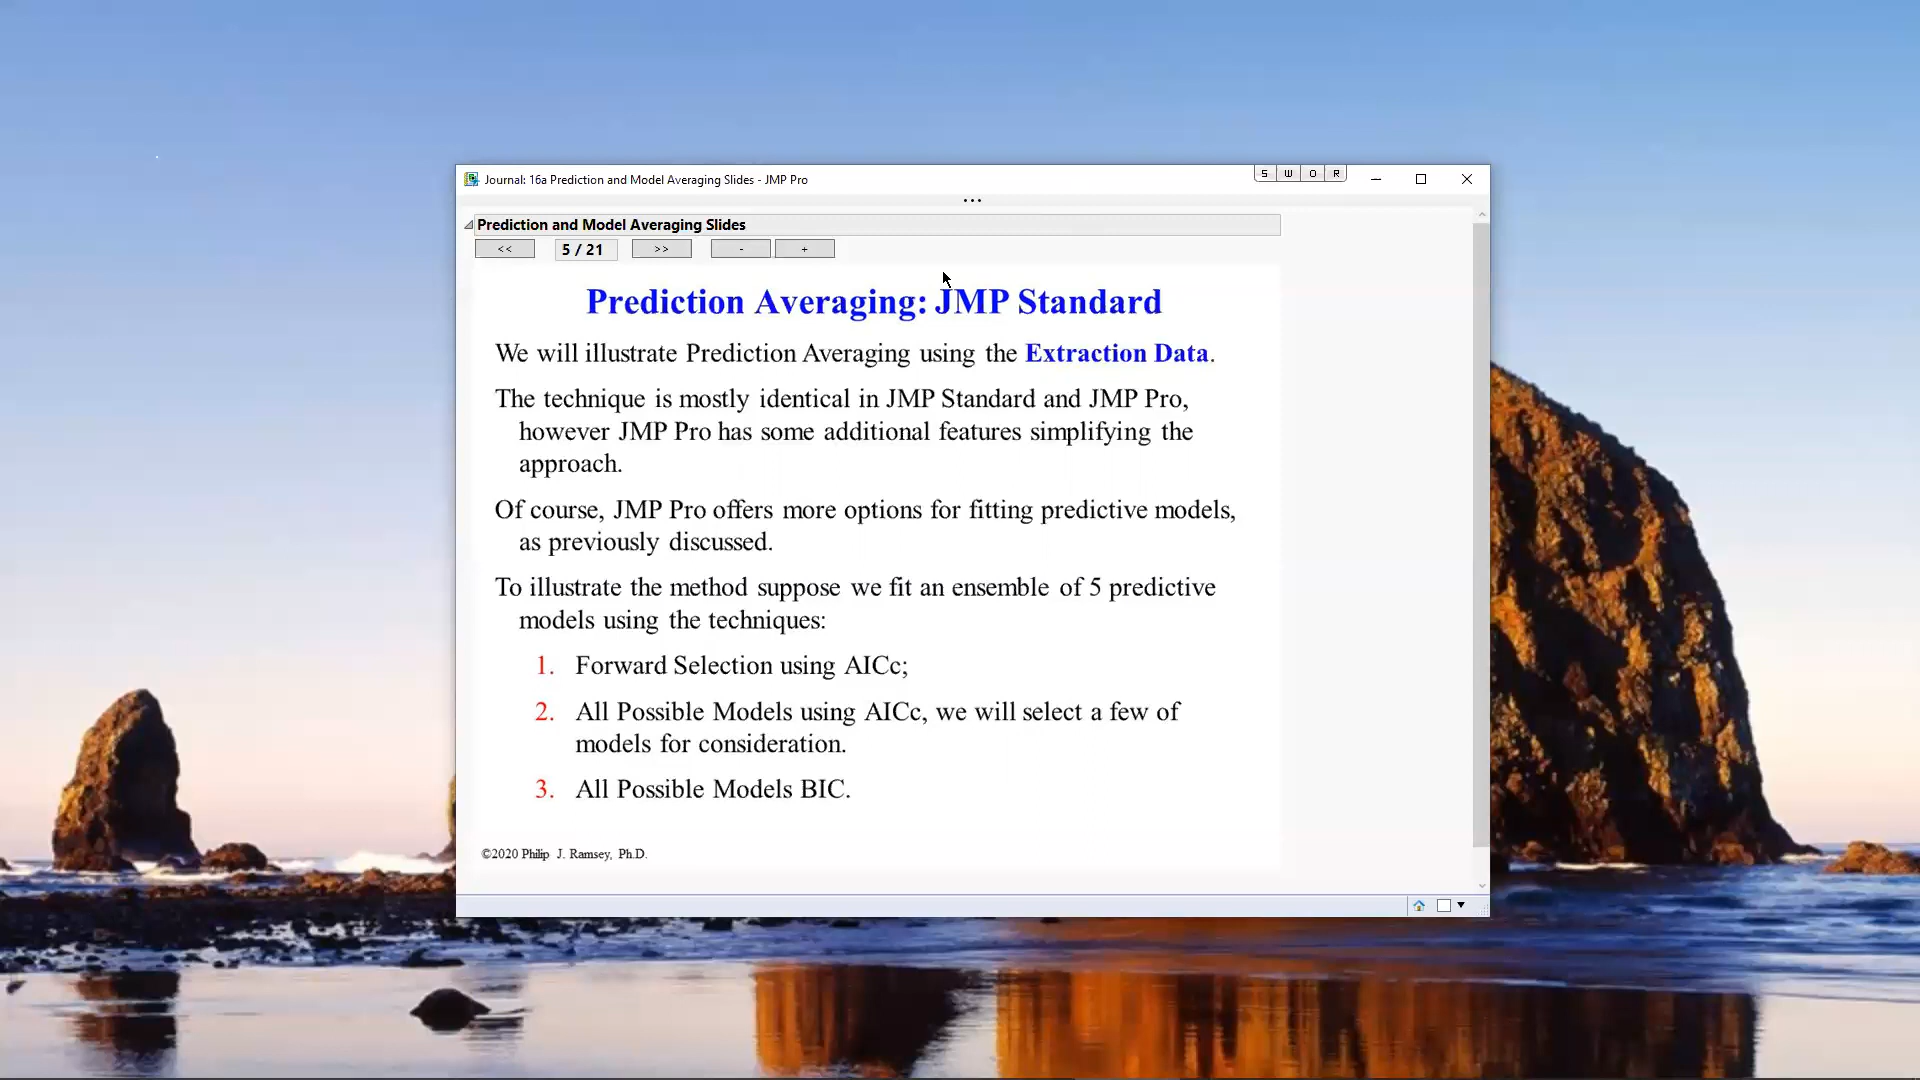 Journal: 16a Prediction and Model Averaging Slides - JMP Pro
S W O R
Prediction and Model Averaging Slides
<< 5 / 21 >> - +
Prediction Averaging: JMP Standard
We will illustrate Prediction Averaging using the Extraction Data.
The technique is mostly identical in JMP Standard and JMP Pro,
however JMP Pro has some additional features simplifying the
approach.
Of course, JMP Pro offers more options for fitting predictive models,
as previously discussed.
To illustrate the method suppose we fit an ensemble of 5 predictive
models using the techniques:
1. Forward Selection using AICc;
2. All Possible Models using AICc, we will select a few of
models for consideration.
3. All Possible Models BIC.
©2020 Philip J. Ramsey, Ph.D.